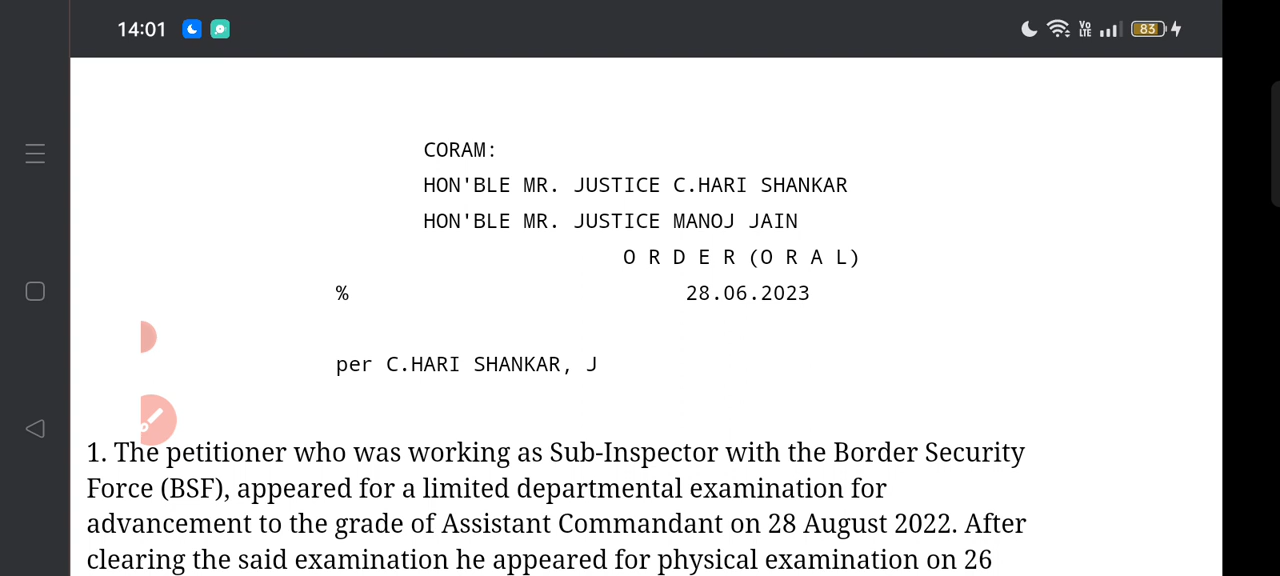 14:01
Vo
LTE
83
CORAM:
HON'BLE MR. JUSTICE C.HARI SHANKAR
HON'BLE MR. JUSTICE MANOJ JAIN
O R D E R (O R A L)
% 28.06.2023
per C.HARI SHANKAR, J
1. The petitioner who was working as Sub-Inspector with the Border Security
Force (BSF), appeared for a limited departmental examination for
advancement to the grade of Assistant Commandant on 28 August 2022. After
clearing the said examination he appeared for physical examination on 26